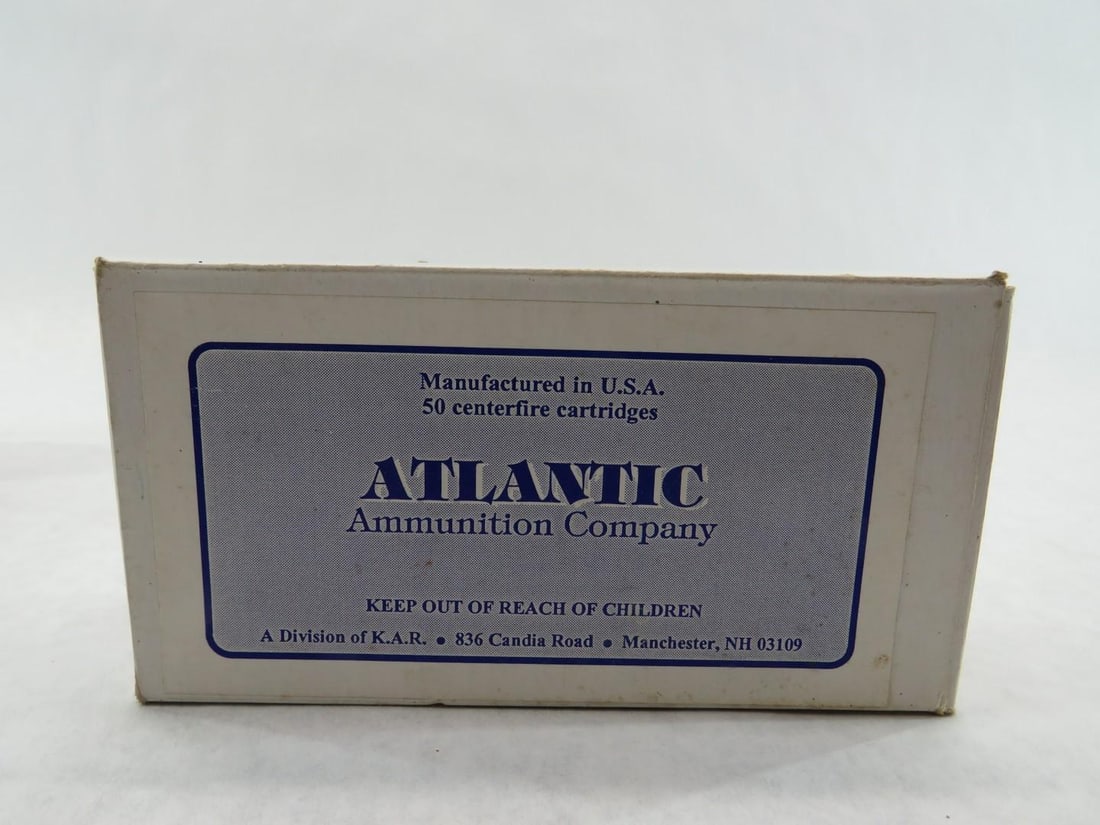 Manufactured in U.S.A.
50 centerfire cartridges
ATLANTIC
Ammunition Company
KEEP OUT OF REACH OF CHILDREN
A Division of K.A.R. • 836 Candia Road • Manchester, NH 03109